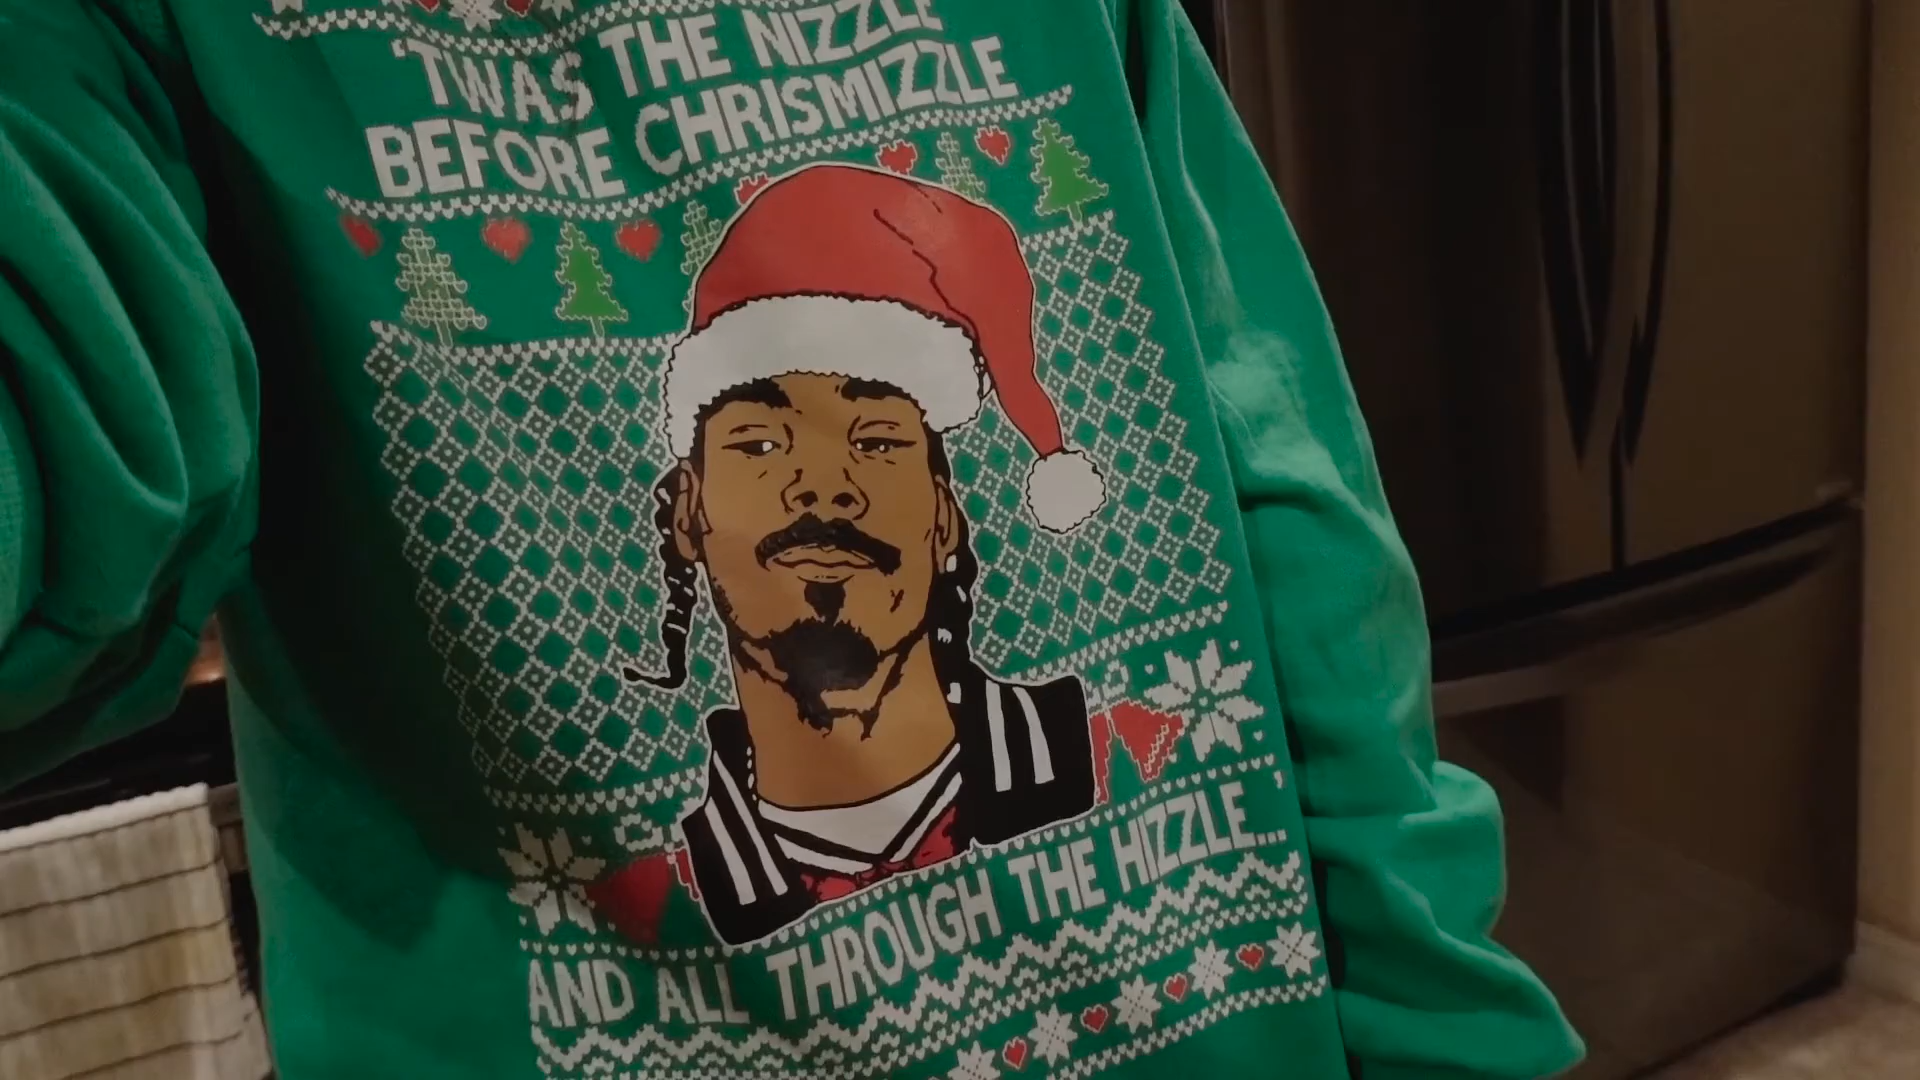 'TWAS THE NIZZLE
BEFORE CHRISMIZZLE
AND ALL THROUGH THE HIZZLE...'